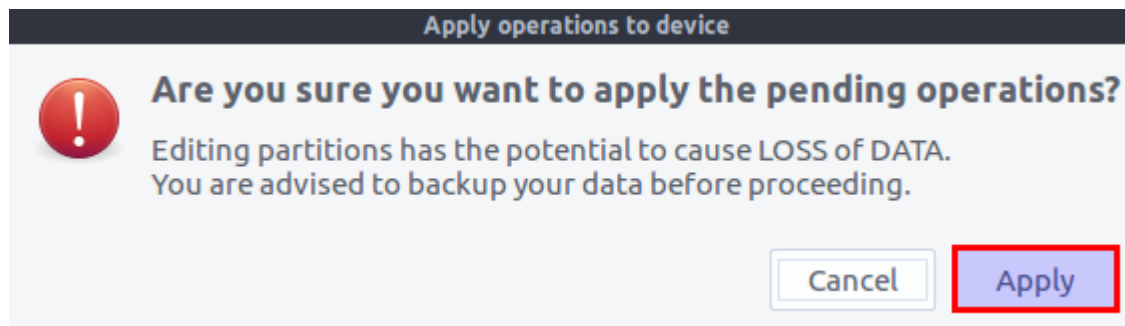 Apply operations to device
Are you sure you want to apply the pending operations?
Editing partitions has the potential to cause LOSS of DATA.
You are advised to backup your data before proceeding.
Cancel
Apply